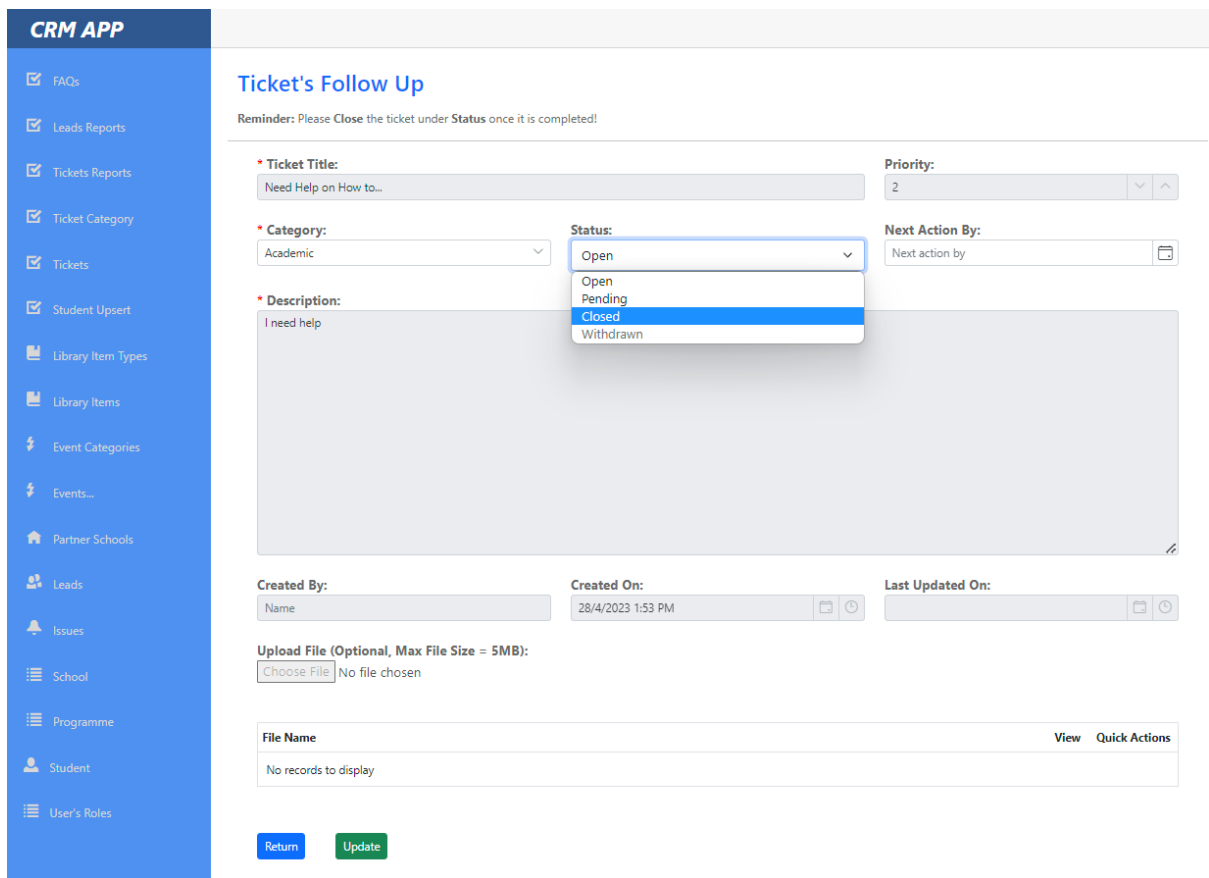 CRM APP
FAQs
Leads Reports
Tickets Reports
Ticket Category
Tickets
Student Upsert
Library Item Types
Library Items
Event Categories
Events...
Partner Schools
Leads
Issues
School
Programme
Student
User's Roles
Ticket's Follow Up
Reminder: Please Close the ticket under Status once it is completed!
* Ticket Title:
Need Help on How to...
Priority:
2
* Category:
Academic
Status:
Open
Open
Pending
Closed
Withdrawn
Next Action By:
Next action by
* Description:
I need help
Created By:
Name
Created On:
28/4/2023 1:53 PM
Last Updated On:
Upload File (Optional, Max File Size = 5MB):
Choose File No file chosen
File Name View Quick Actions
No records to display
Return Update